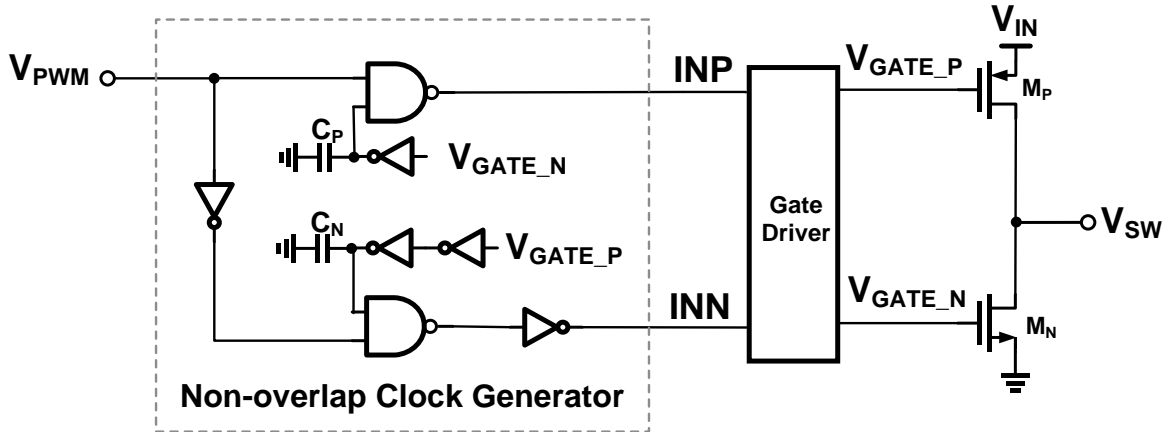 V_IN
V_PWM
INP
V_GATE_P
M_P
C_P
V_GATE_N
Gate
Driver
C_N
V_GATE_P
V_SW
INN
V_GATE_N
M_N
Non-overlap Clock Generator